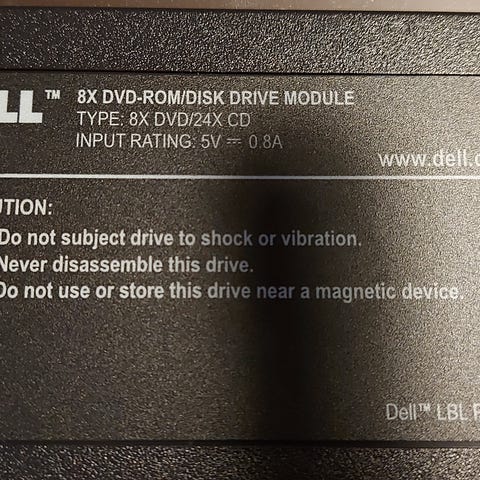 LL™ 8X DVD-ROM/DISK DRIVE MODULE
TYPE: 8X DVD/24X CD
INPUT RATING: 5V ⎓ 0.8A
www.dell.c
UTION:
Do not subject drive to shock or vibration.
Never disassemble this drive.
Do not use or store this drive near a magnetic device.
Dell™ LBL P